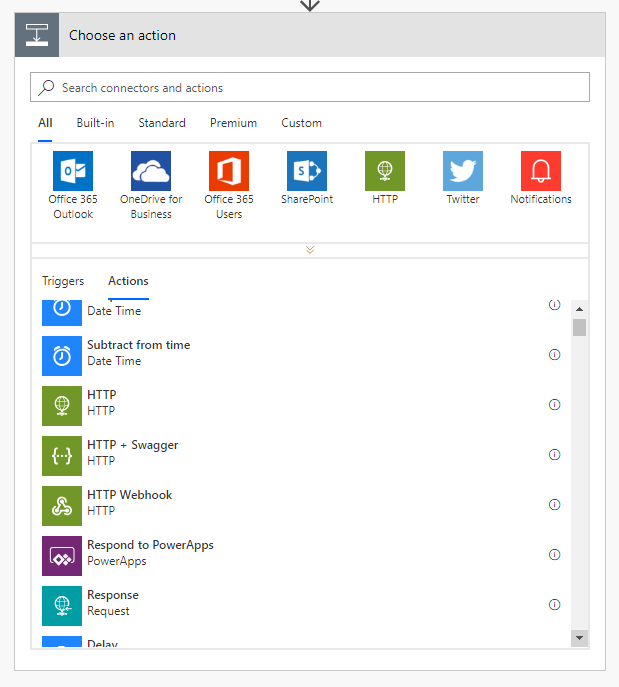 Choose an action
Search connectors and actions
All Built-in Standard Premium Custom
Office 365 Outlook
OneDrive for Business
Office 365 Users
SharePoint
HTTP
Twitter
Notifications
Triggers Actions
Date Time
Subtract from time
Date Time
HTTP
HTTP
HTTP + Swagger
HTTP
HTTP Webhook
HTTP
Respond to PowerApps
PowerApps
Response
Request
Delay